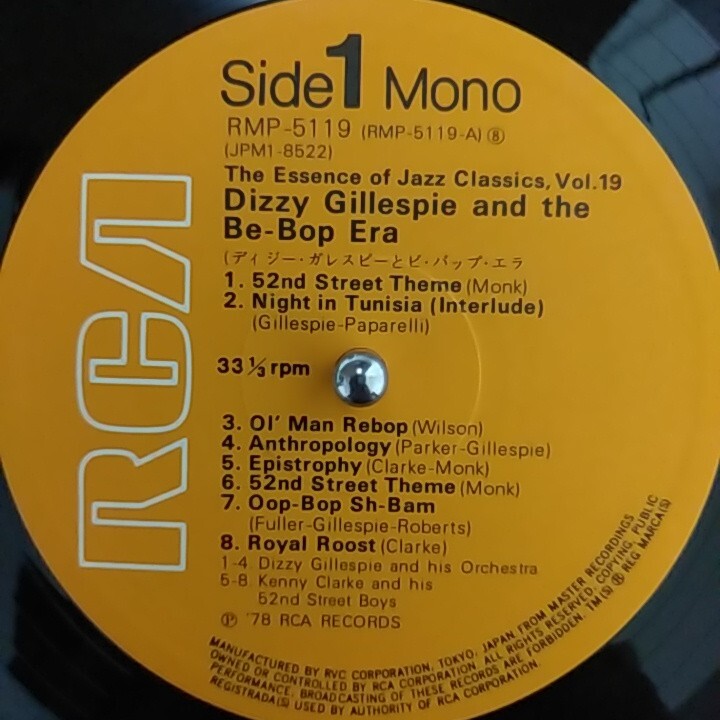 Side 1 Mono
RMP-5119 (RMP-5119-A) ⑧
(JPM1-8522)
The Essence of Jazz Classics, Vol.19
Dizzy Gillespie and the
Be-Bop Era
(ディジー・ガレスピーとビ・バップ・エラ
1. 52nd Street Theme (Monk)
2. Night in Tunisia (Interlude)
(Gillespie-Paparelli)
33 1/3 rpm
3. Ol' Man Rebop (Wilson)
4. Anthropology (Parker-Gillespie)
5. Epistrophy (Clarke-Monk)
6. 52nd Street Theme (Monk)
7. Oop-Bop Sh-Bam
(Fuller-Gillespie-Roberts)
8. Royal Roost (Clarke)
1-4 Dizzy Gillespie and his Orchestra
5-8 Kenny Clarke and his
52nd Street Boys
Ⓟ '78 RCA RECORDS
RCA
MANUFACTURED BY RVC CORPORATION, TOKYO, JAPAN, FROM MASTER RECORDINGS
OWNED OR CONTROLLED BY RCA CORPORATION. ALL RIGHTS RESERVED. COPYING, PUBLIC
PERFORMANCE, BROADCASTING OF THESE RECORDS ARE FORBIDDEN. TM(S) ® REG MARCA(S)
REGISTRADA(S) USED BY AUTHORITY OF RCA CORPORATION.